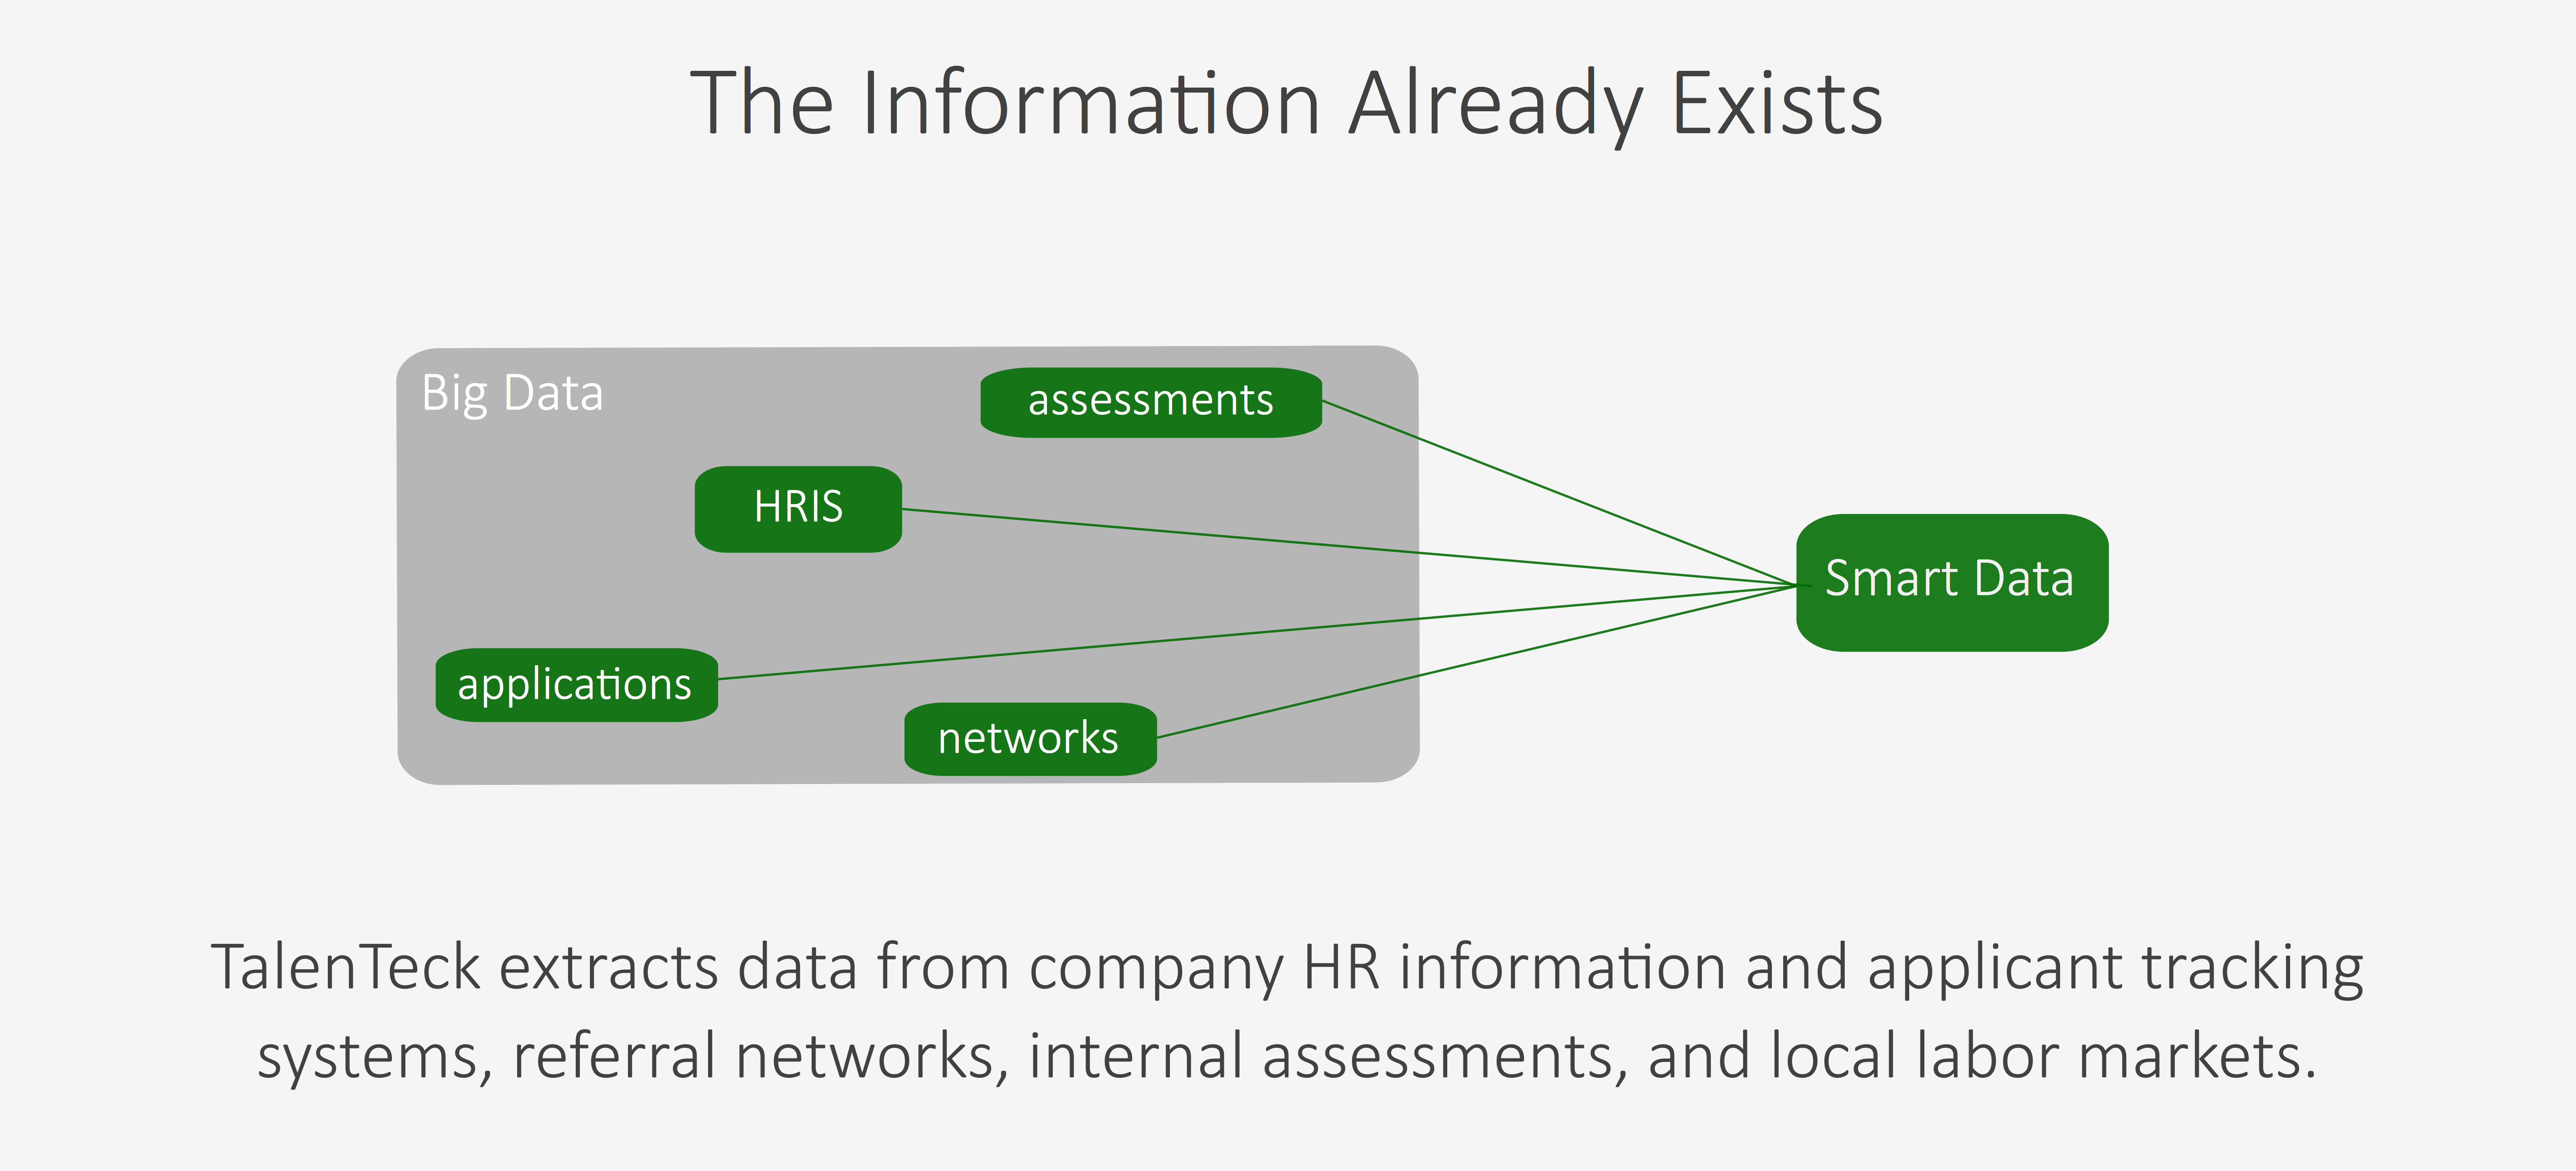 The Information Already Exists
Big Data
assessments
HRIS
Smart Data
applications
networks
TalenTeck extracts data from company HR information and applicant tracking
systems, referral networks, internal assessments, and local labor markets.